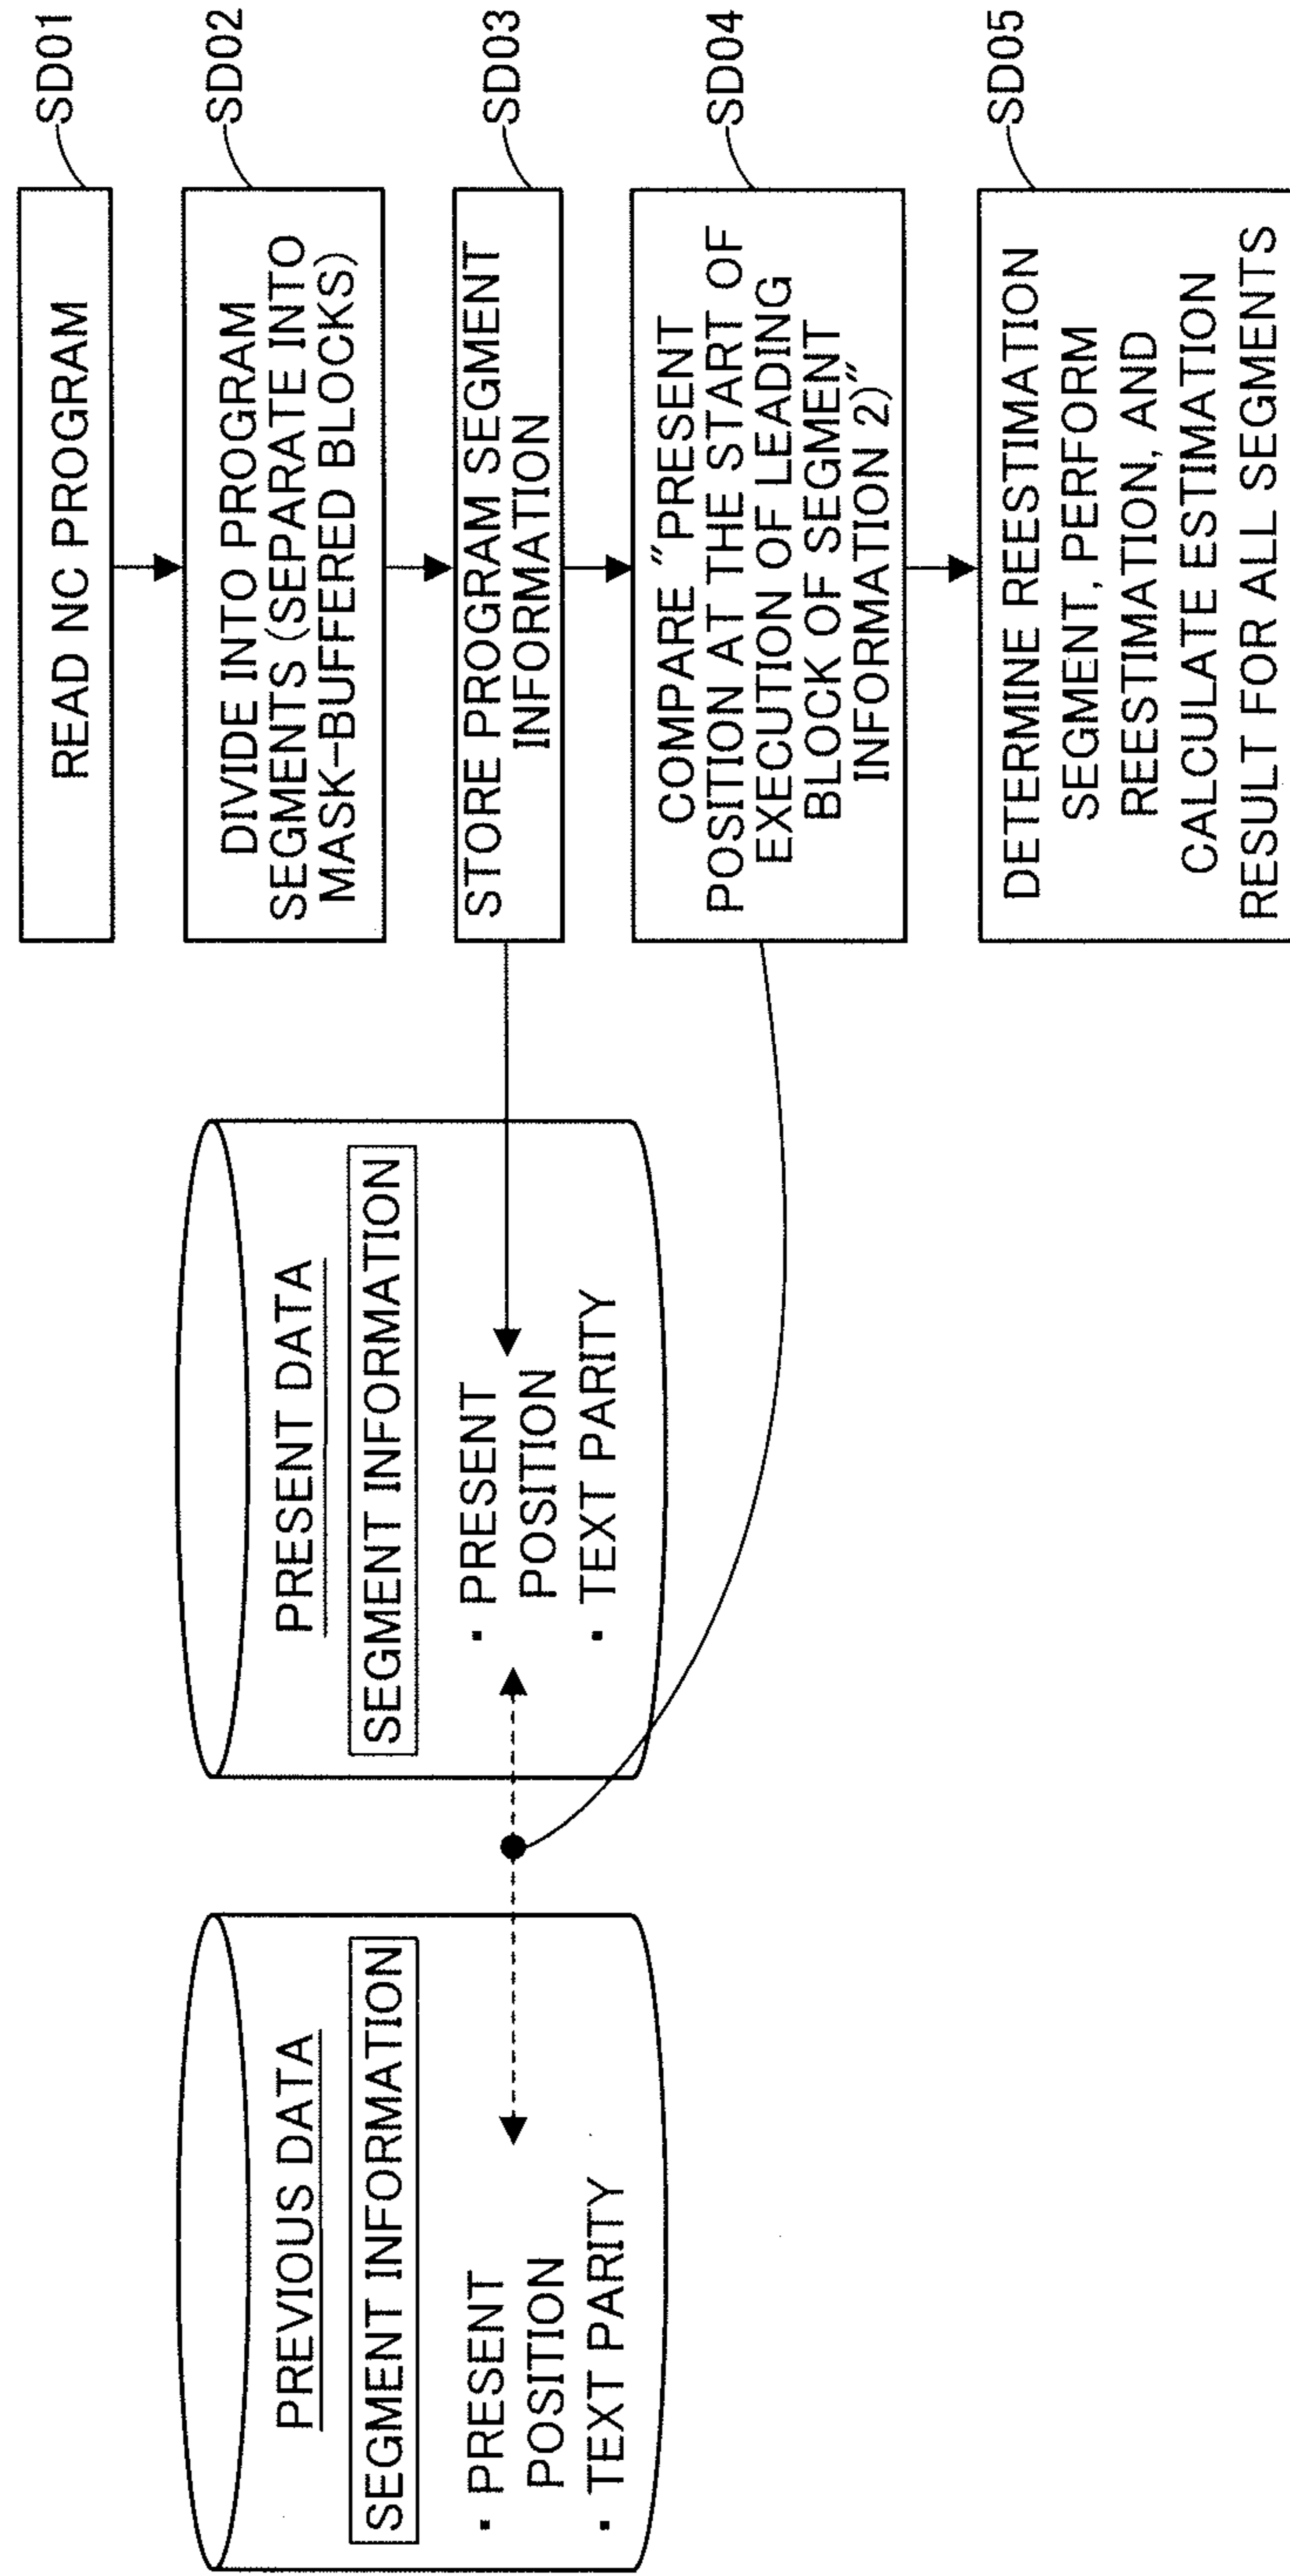 PREVIOUS DATA
SEGMENT INFORMATION
· PRESENT
POSITION
· TEXT PARITY
PRESENT DATA
SEGMENT INFORMATION
· PRESENT
POSITION
· TEXT PARITY
READ NC PROGRAM
SD01
DIVIDE INTO PROGRAM
SEGMENTS (SEPARATE INTO
MASK-BUFFERED BLOCKS)
SD02
STORE PROGRAM SEGMENT
INFORMATION
SD03
COMPARE "PRESENT
POSITION AT THE START OF
EXECUTION OF LEADING
BLOCK OF SEGMENT
INFORMATION 2)"
SD04
DETERMINE REESTIMATION
SEGMENT, PERFORM
REESTIMATION, AND
CALCULATE ESTIMATION
RESULT FOR ALL SEGMENTS
SD05